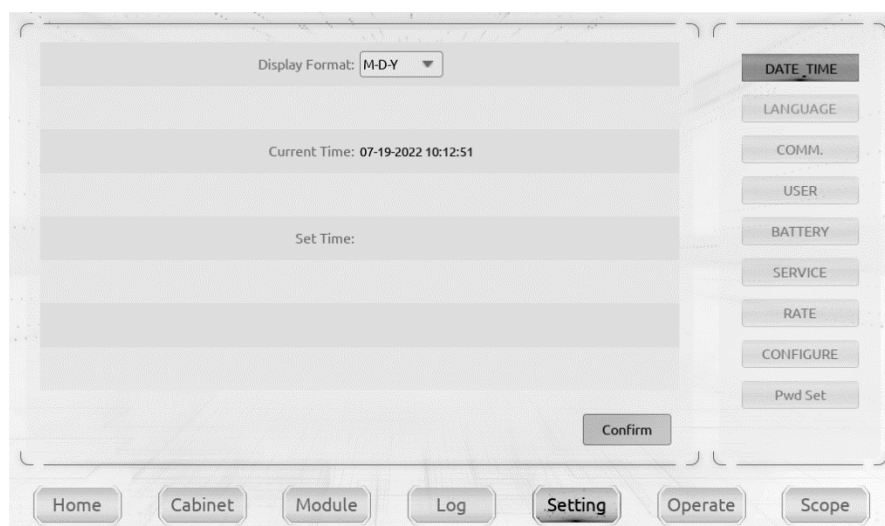 Display Format: M-D-Y
Current Time: 07-19-2022 10:12:51
Set Time:
Confirm
DATE_TIME
LANGUAGE
COMM.
USER
BATTERY
SERVICE
RATE
CONFIGURE
Pwd Set
Home Cabinet Module Log Setting Operate Scope